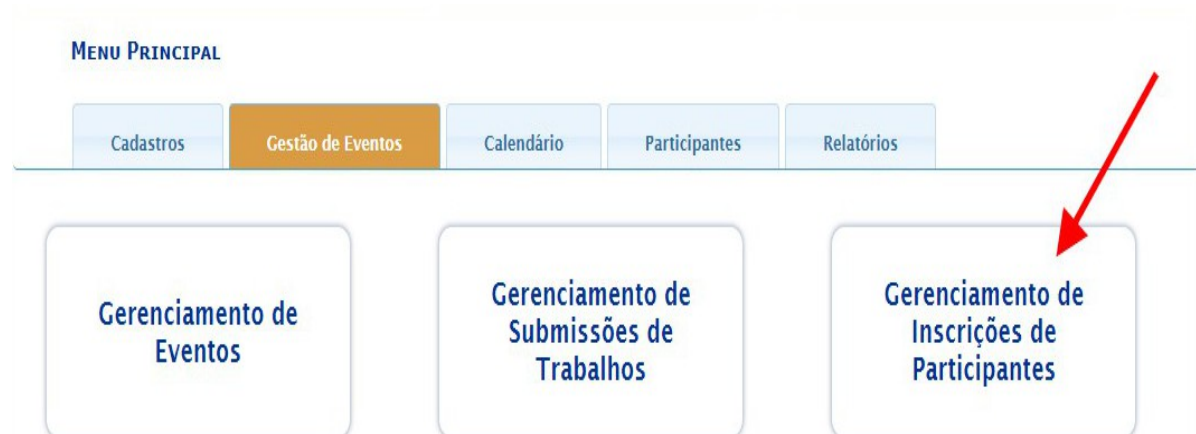 MENU PRINCIPAL
Cadastros
Gestão de Eventos
Calendário
Participantes
Relatórios
Gerenciamento de
Eventos
Gerenciamento de
Submissões de
Trabalhos
Gerenciamento de
Inscrições de
Participantes